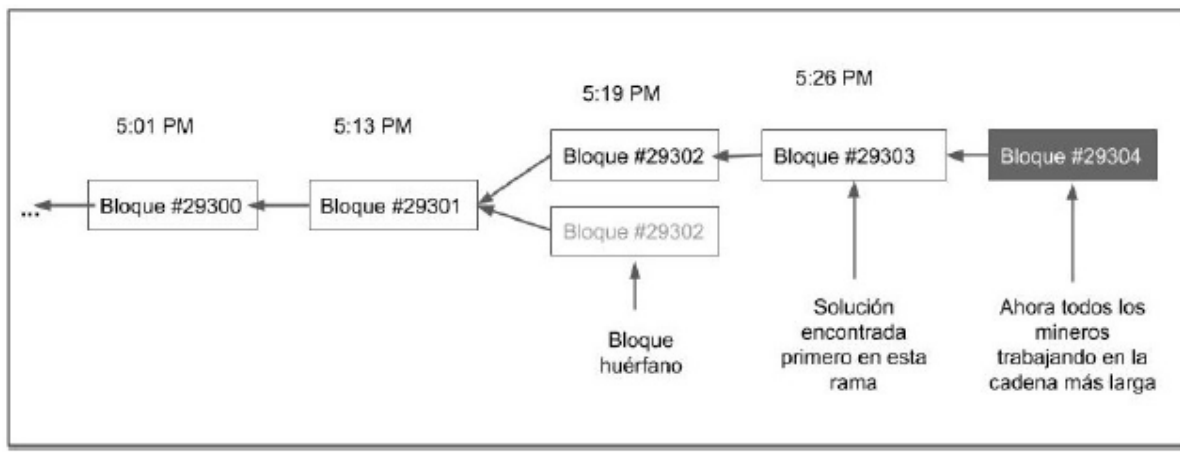 5:01 PM
5:13 PM
5:19 PM
5:26 PM
...
Bloque #29300
Bloque #29301
Bloque #29302
Bloque #29303
Bloque #29304
Bloque #29302
Bloque
huérfano
Solución
encontrada
primero en esta
rama
Ahora todos los
mineros
trabajando en la
cadena más larga